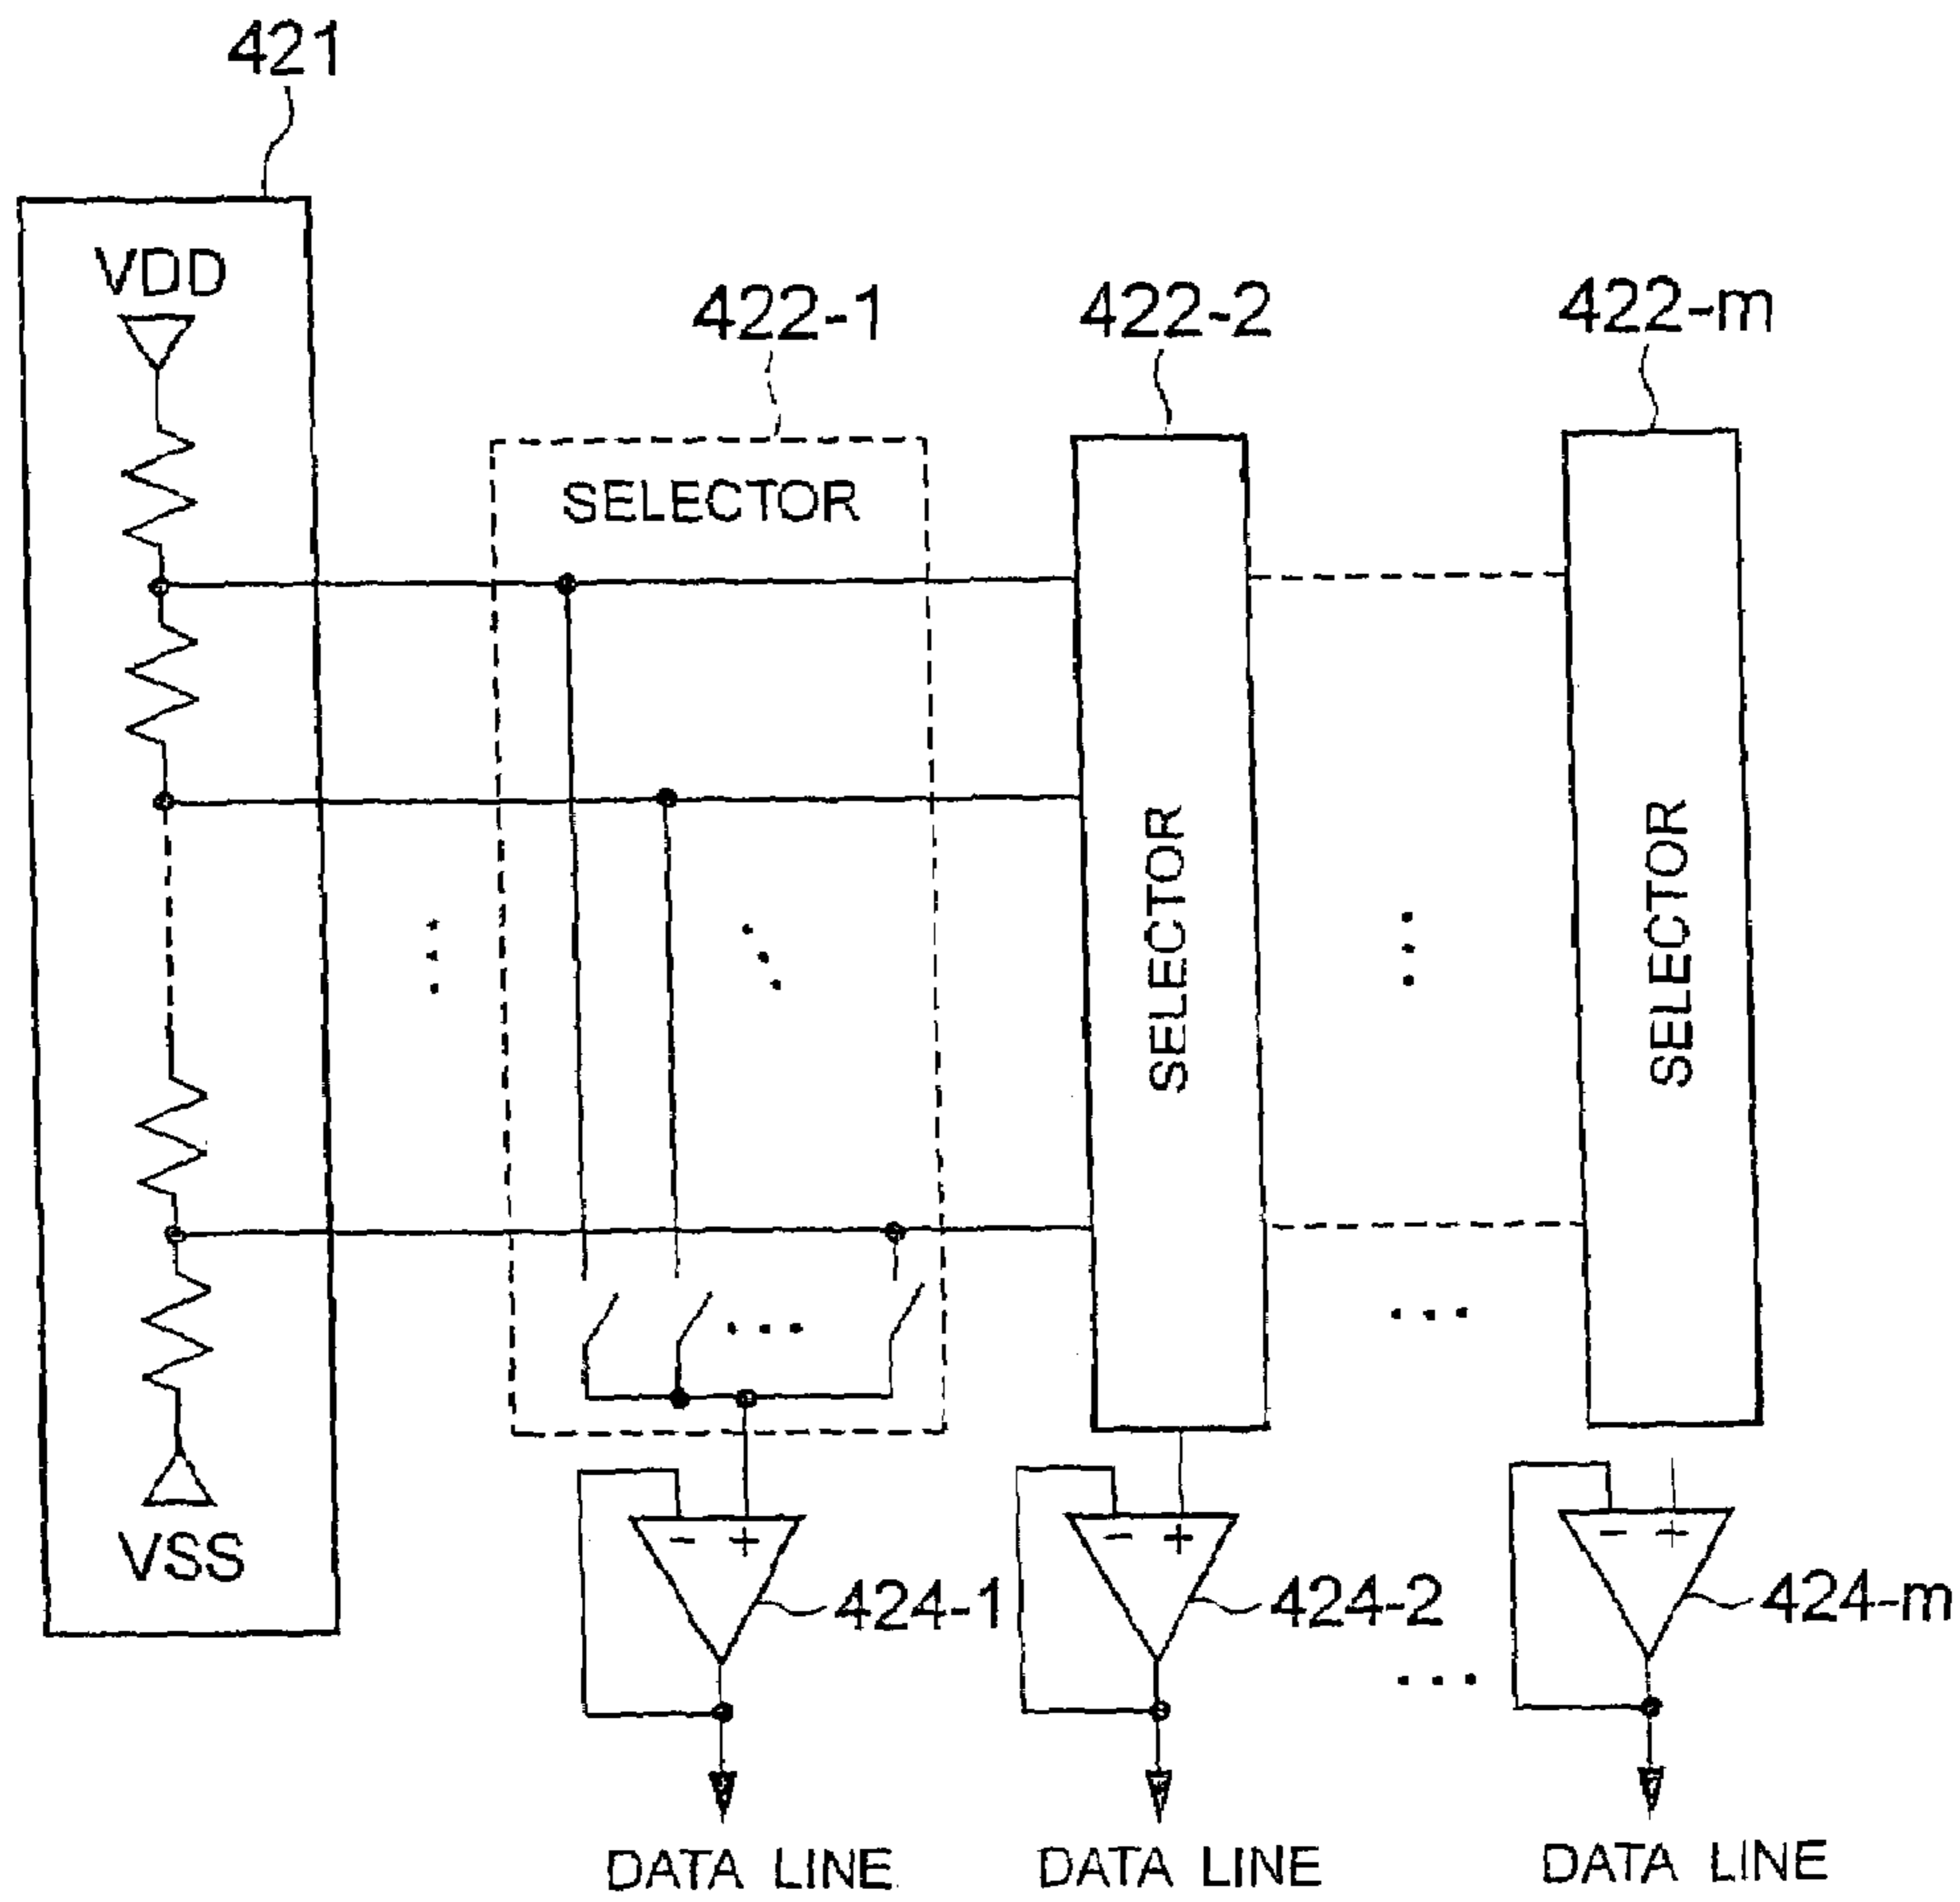 421
VDD
422-1
422-2
422-m
SELECTOR
SELECTOR
SELECTOR
VSS
- +
- +
- +
424-1
424-2
424-m
DATA LINE
DATA LINE
DATA LINE